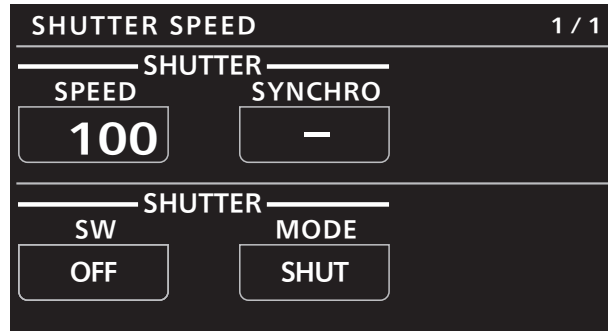 SHUTTER SPEED 1/1
SHUTTER
SPEED SYNCHRO
100 –
SHUTTER
SW MODE
OFF SHUT